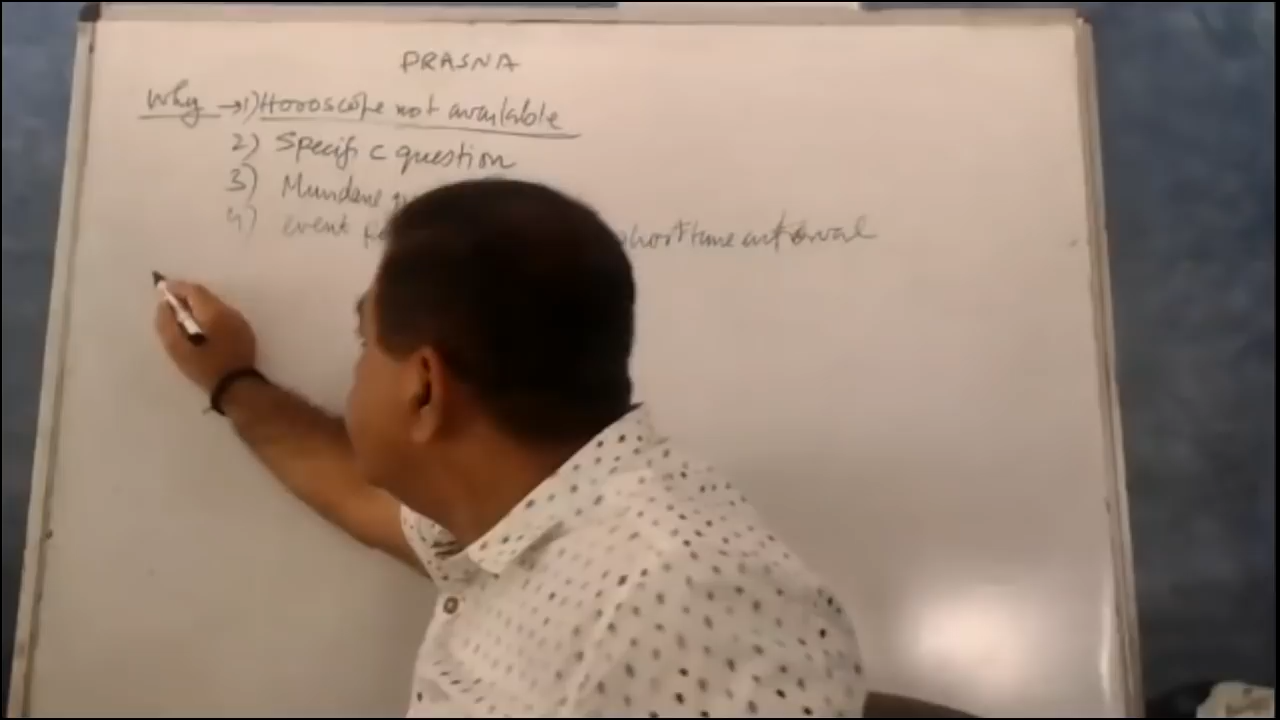 PRASNA
Why → 1) Horoscope not available
2) Specific question
3) Mundane
4) event short time interval